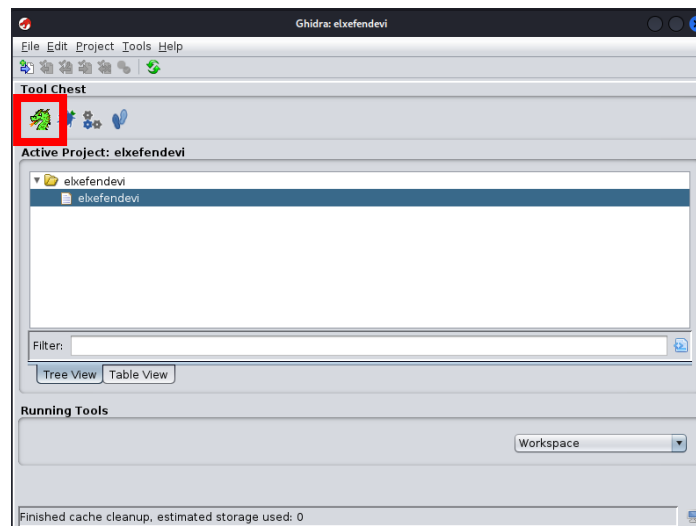 Ghidra: elxefendevi
File Edit Project Tools Help
Tool Chest
Active Project: elxefendevi
elxefendevi
elxefendevi
Filter:
Tree View Table View
Running Tools
Workspace
Finished cache cleanup, estimated storage used: 0